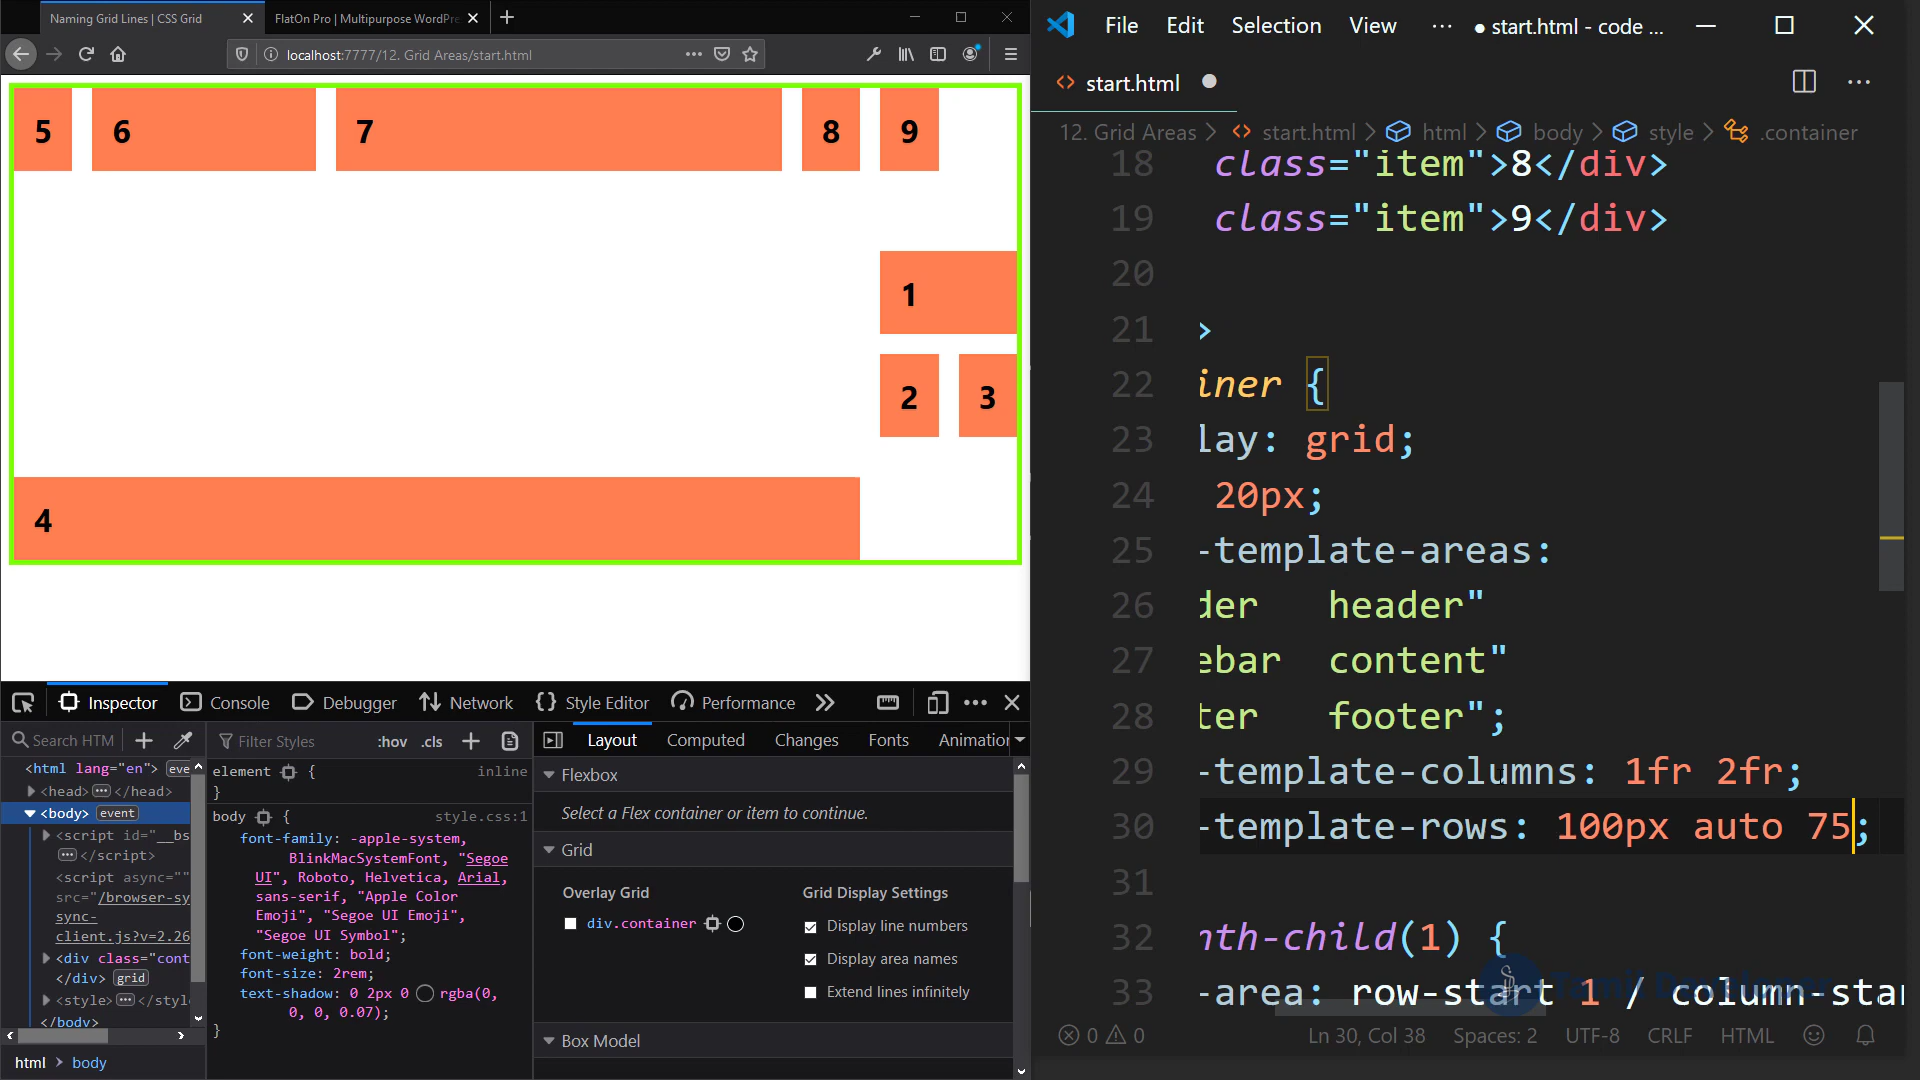 Naming Grid Lines | CSS Grid
FlatOn Pro | Multipurpose WordPre
localhost:7777/12. Grid Areas/start.html
5
6
7
8
9
1
2
3
4
Inspector
Console
Debugger
Network
Style Editor
Performance
Search HTM
Filter Styles
:hov
.cls
Layout
Computed
Changes
Fonts
Animation
<html lang="en"> eve
<head> </head>
<body> event
<script id="__bs
</script>
<script async=""
src="/browser-sy
sync-
client.js?v=2.26
<div class="cont
</div> grid
<style> </style
</body>
html > body
element { inline
}
body { style.css:1
font-family: -apple-system,
BlinkMacSystemFont, "Segoe
UI", Roboto, Helvetica, Arial,
sans-serif, "Apple Color
Emoji", "Segoe UI Emoji",
"Segoe UI Symbol";
font-weight: bold;
font-size: 2rem;
text-shadow: 0 2px 0 rgba(0,
0, 0, 0.07);
}
Flexbox
Select a Flex container or item to continue.
Grid
Overlay Grid
div.container
Grid Display Settings
Display line numbers
Display area names
Extend lines infinitely
Box Model
File Edit Selection View ··· ● start.html - code ...
start.html
12. Grid Areas > start.html > html > body > style > .container
18 class="item">8</div>
19 class="item">9</div>
20
21 >
22 iner {
23 lay: grid;
24 20px;
25 -template-areas:
26 der header"
27 ebar content"
28 ter footer";
29 -template-columns: 1fr 2fr;
30 -template-rows: 100px auto 75;
31
32 nth-child(1) {
33 -area: row-start 1 / column-star
0 0
Ln 30, Col 38
Spaces: 2
UTF-8
CRLF
HTML